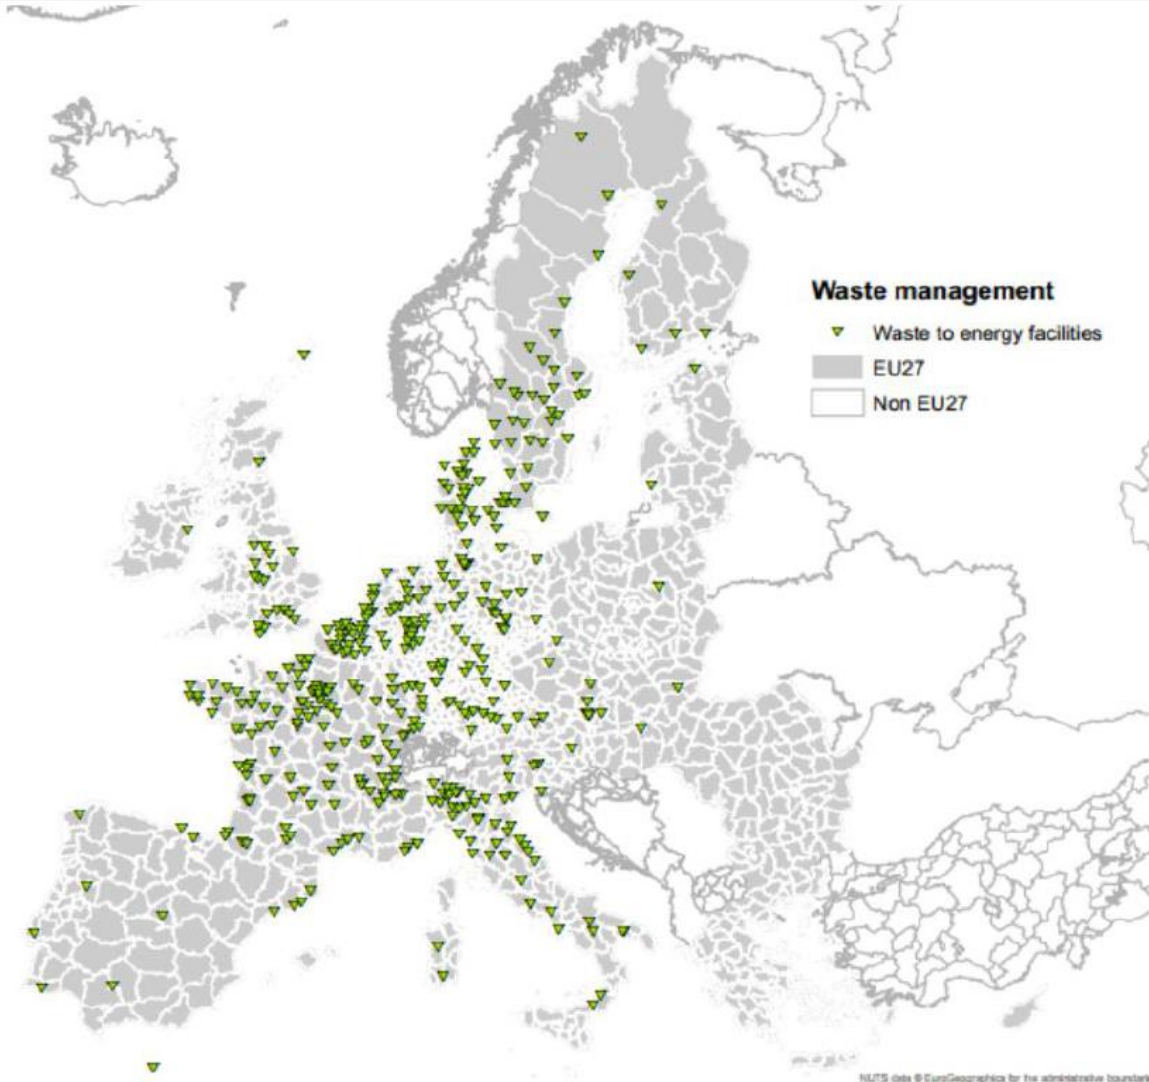 Waste management
Waste to energy facilities
EU27
Non EU27
NUTS data © EuroGeographics for the administrative boundaries